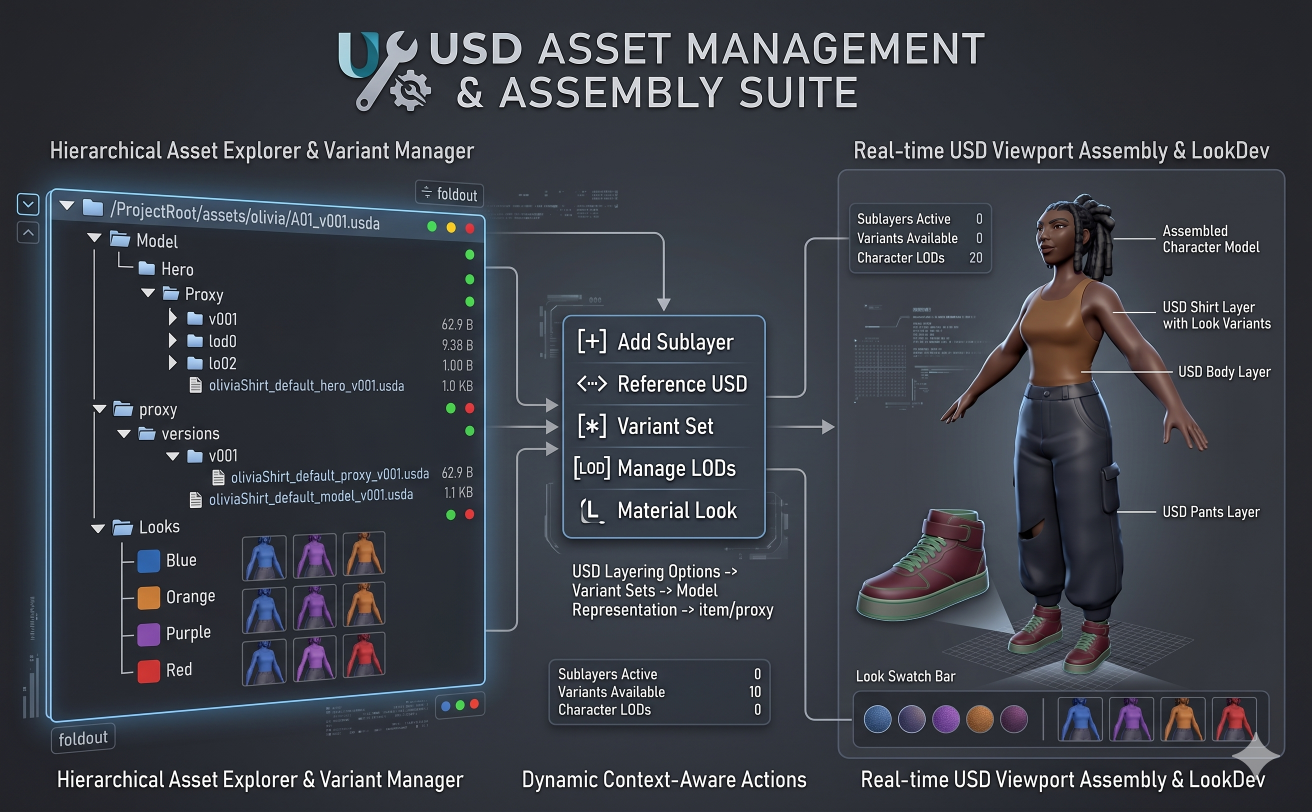 USD ASSET MANAGEMENT
& ASSEMBLY SUITE
Hierarchical Asset Explorer & Variant Manager
foldout
/ProjectRoot/assets/olivia/A01_v001.usda
Model
Hero
Proxy
v001 62.9 B
lod0 9.38 B
lo02 1.00 B
oliviaShirt_default_hero_v001.usda 1.0 KB
proxy
versions
v001
oliviaShirt_default_proxy_v001.usda 62.9 B
oliviaShirt_default_model_v001.usda 1.1 KB
Looks
Blue
Orange
Purple
Red
foldout
Hierarchical Asset Explorer & Variant Manager
[+] Add Sublayer
<··> Reference USD
[*] Variant Set
[LOD] Manage LODs
[L Material Look
USD Layering Options ->
Variant Sets -> Model
Representation -> item/proxy
Sublayers Active 0
Variants Available 10
Character LODs 0
Dynamic Context-Aware Actions
Real-time USD Viewport Assembly & LookDev
Sublayers Active 0
Variants Available 0
Character LODs 20
Assembled
Character Model
USD Shirt Layer
with Look Variants
USD Body Layer
USD Pants Layer
Look Swatch Bar
Real-time USD Viewport Assembly & LookDev